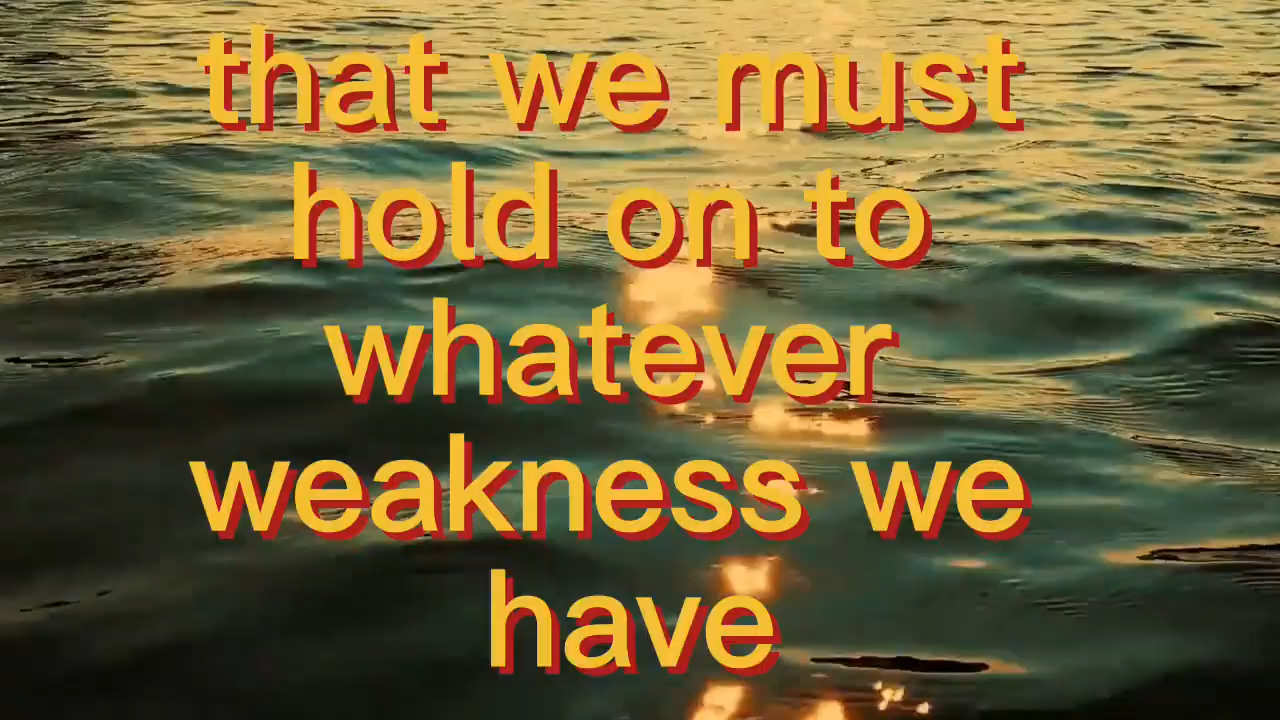 that we must
hold on to
whatever
weakness we
have